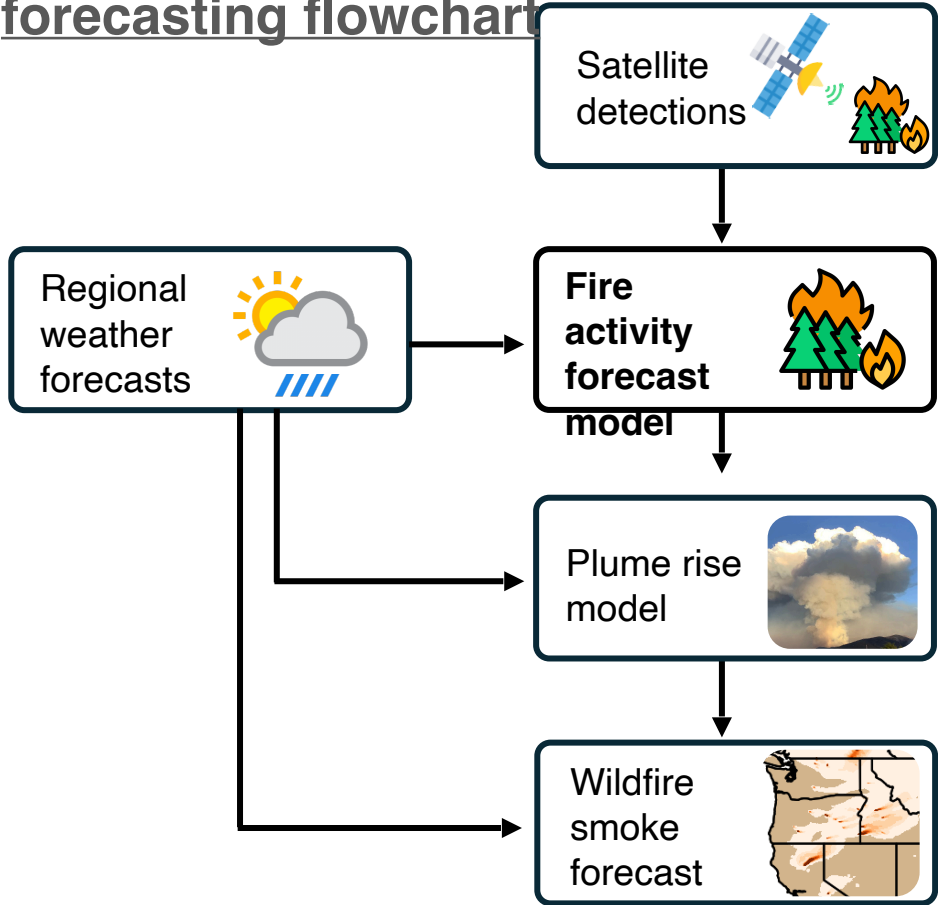 forecasting flowchart
Satellite
detections
Regional
weather
forecasts
Fire
activity
forecast
model
Plume rise
model
Wildfire
smoke
forecast